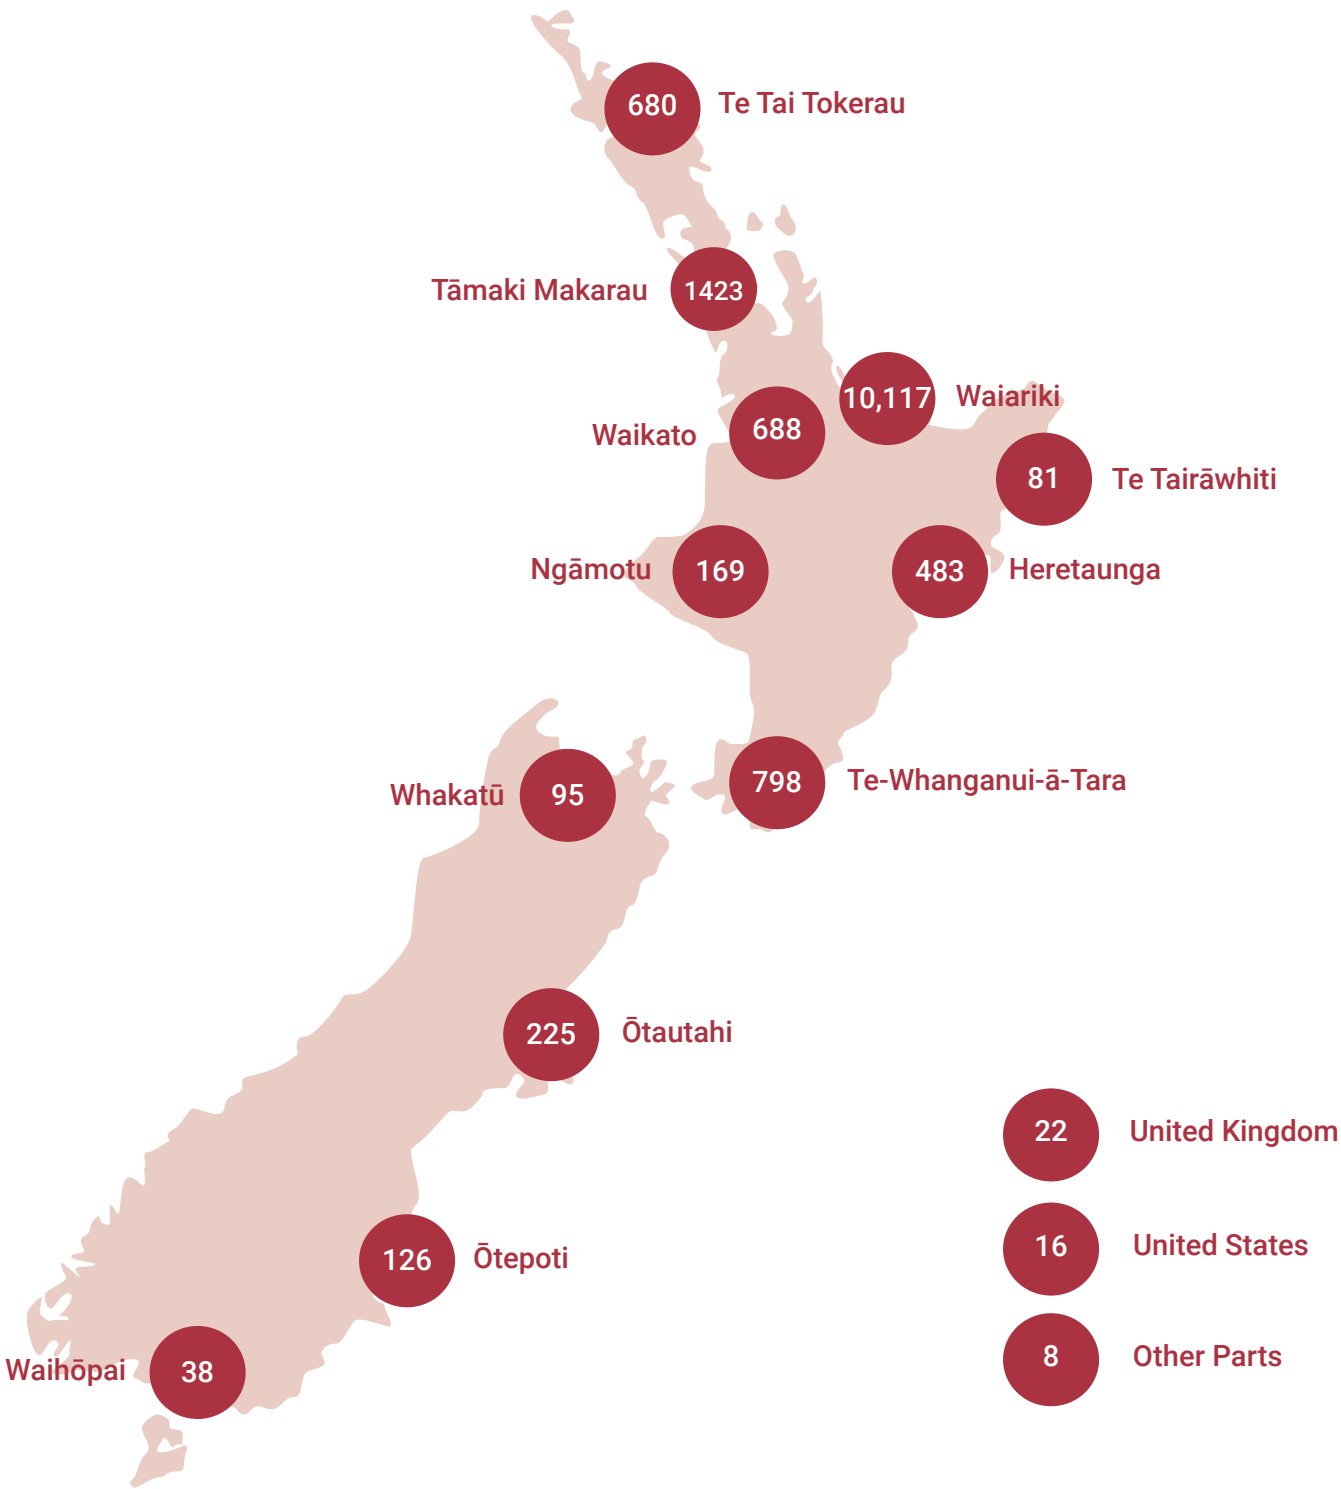 680 Te Tai Tokerau
Tāmaki Makarau 1423
10,117 Waiariki
Waikato 688
81 Te Tairāwhiti
Ngāmotu 169
483 Heretaunga
798 Te-Whanganui-ā-Tara
Whakatū 95
225 Ōtautahi
22 United Kingdom
16 United States
126 Ōtepoti
8 Other Parts
Waihōpai 38